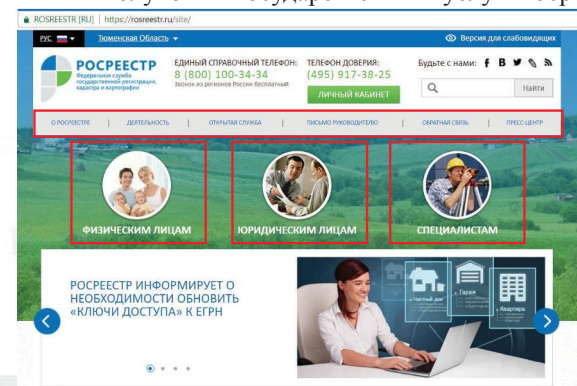 ROSREESTR [RU] | https://rosreestr.ru/site/
РУС Тюменская Область Версия для слабовидящих
РОСРЕЕСТР
Федеральная служба
государственной регистрации,
кадастра и картографии
ЕДИНЫЙ СПРАВОЧНЫЙ ТЕЛЕФОН:
8 (800) 100-34-34
Звонок из регионов России бесплатный
ТЕЛЕФОН ДОВЕРИЯ:
(495) 917-38-25
ЛИЧНЫЙ КАБИНЕТ
Будьте с нами:
Найти
О РОСРЕЕСТРЕ | ДЕЯТЕЛЬНОСТЬ | ОТКРЫТАЯ СЛУЖБА | ПИСЬМО РУКОВОДИТЕЛЮ | ОБРАТНАЯ СВЯЗЬ | ПРЕСС-ЦЕНТР
ФИЗИЧЕСКИМ ЛИЦАМ ЮРИДИЧЕСКИМ ЛИЦАМ СПЕЦИАЛИСТАМ
РОСРЕЕСТР ИНФОРМИРУЕТ О
НЕОБХОДИМОСТИ ОБНОВИТЬ
«КЛЮЧИ ДОСТУПА» К ЕГРН
Частный дом
Гараж
Квартира